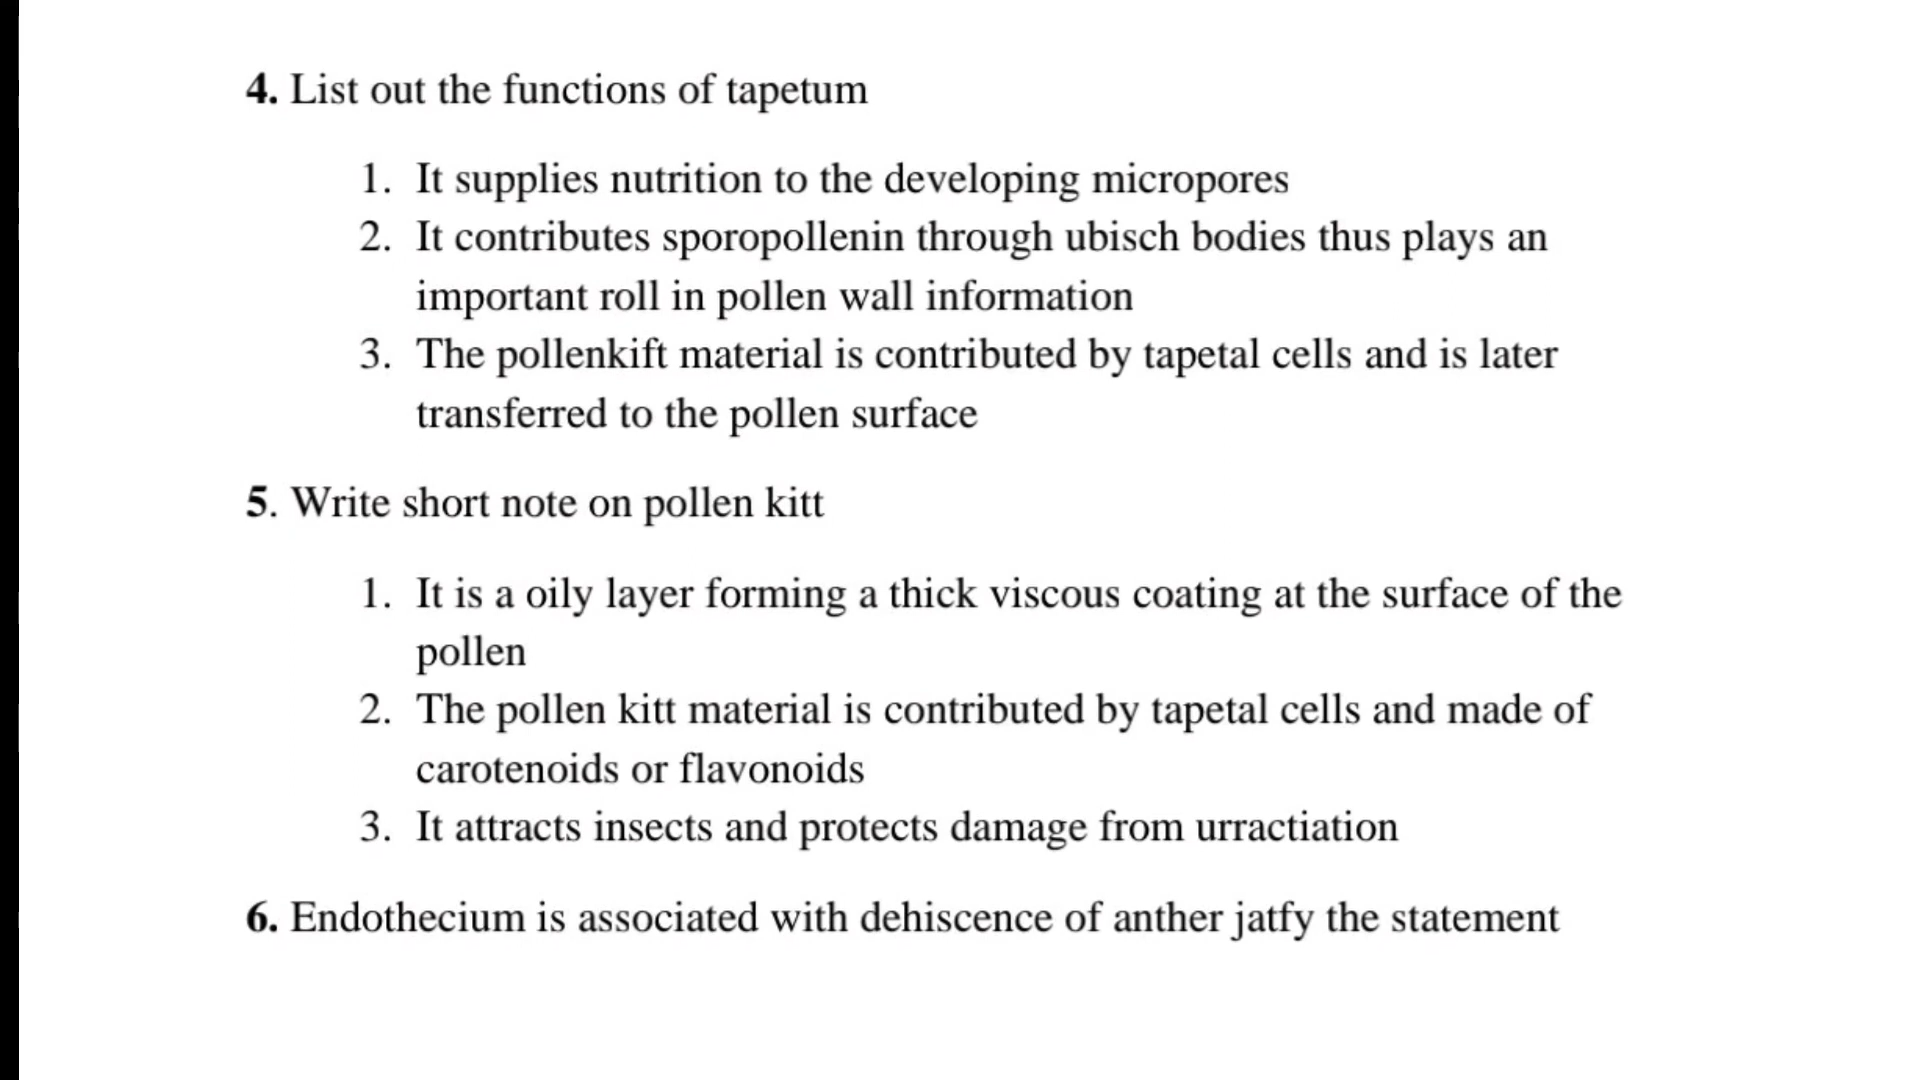 4. List out the functions of tapetum
1. It supplies nutrition to the developing micropores
2. It contributes sporopollenin through ubisch bodies thus plays an
important roll in pollen wall information
3. The pollenkift material is contributed by tapetal cells and is later
transferred to the pollen surface
5. Write short note on pollen kitt
1. It is a oily layer forming a thick viscous coating at the surface of the
pollen
2. The pollen kitt material is contributed by tapetal cells and made of
carotenoids or flavonoids
3. It attracts insects and protects damage from urractiation
6. Endothecium is associated with dehiscence of anther jatfy the statement